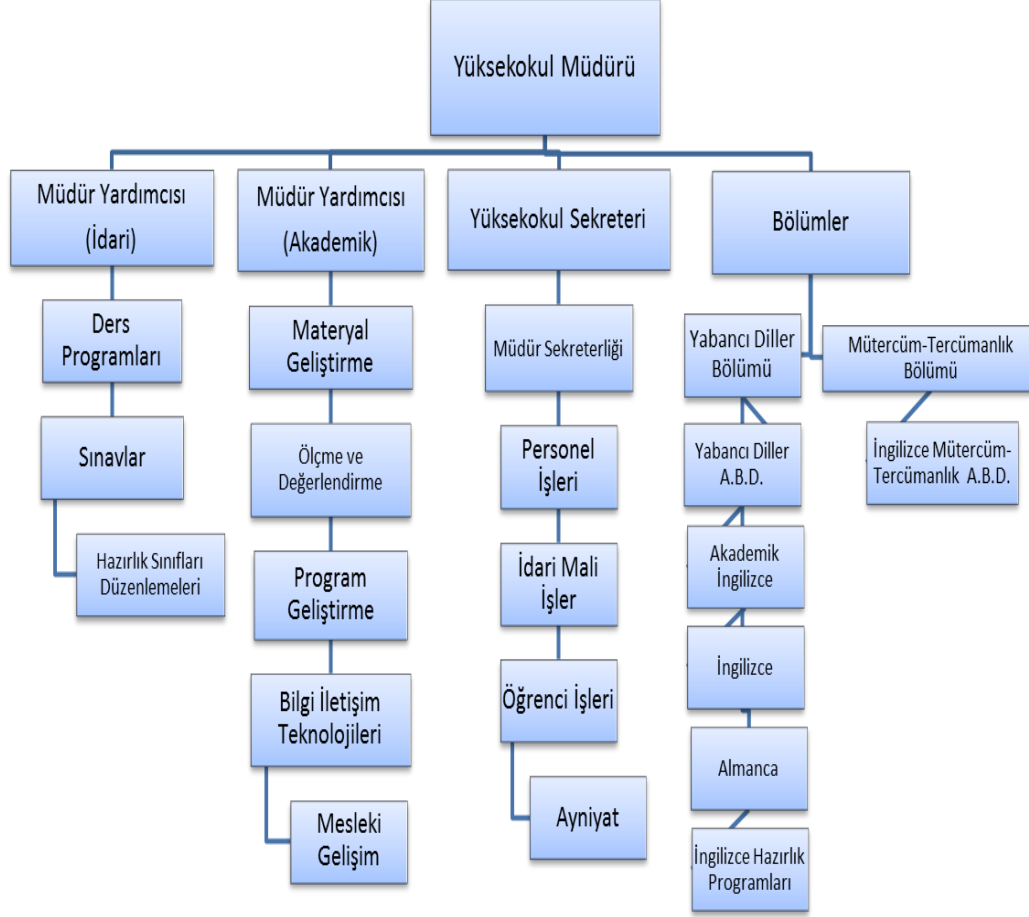 Yüksekokul Müdürü
Müdür Yardımcısı
(İdari)
Ders
Programları
Sınavlar
Hazırlık Sınıfları
Düzenlemeleri
Müdür Yardımcısı
(Akademik)
Materyal
Geliştirme
Ölçme ve
Değerlendirme
Program
Geliştirme
Bilgi İletişim
Teknolojileri
Mesleki
Gelişim
Yüksekokul Sekreteri
Müdür Sekreterliği
Personel
İşleri
İdari Mali
İşler
Öğrenci İşleri
Ayniyat
Bölümler
Yabancı Diller
Bölümü
Yabancı Diller
A.B.D.
Akademik
İngilizce
İngilizce
Almanca
İngilizce Hazırlık
Programları
Mütercüm-Tercümanlık
Bölümü
İngilizce Mütercüm-
Tercümanlık A.B.D.